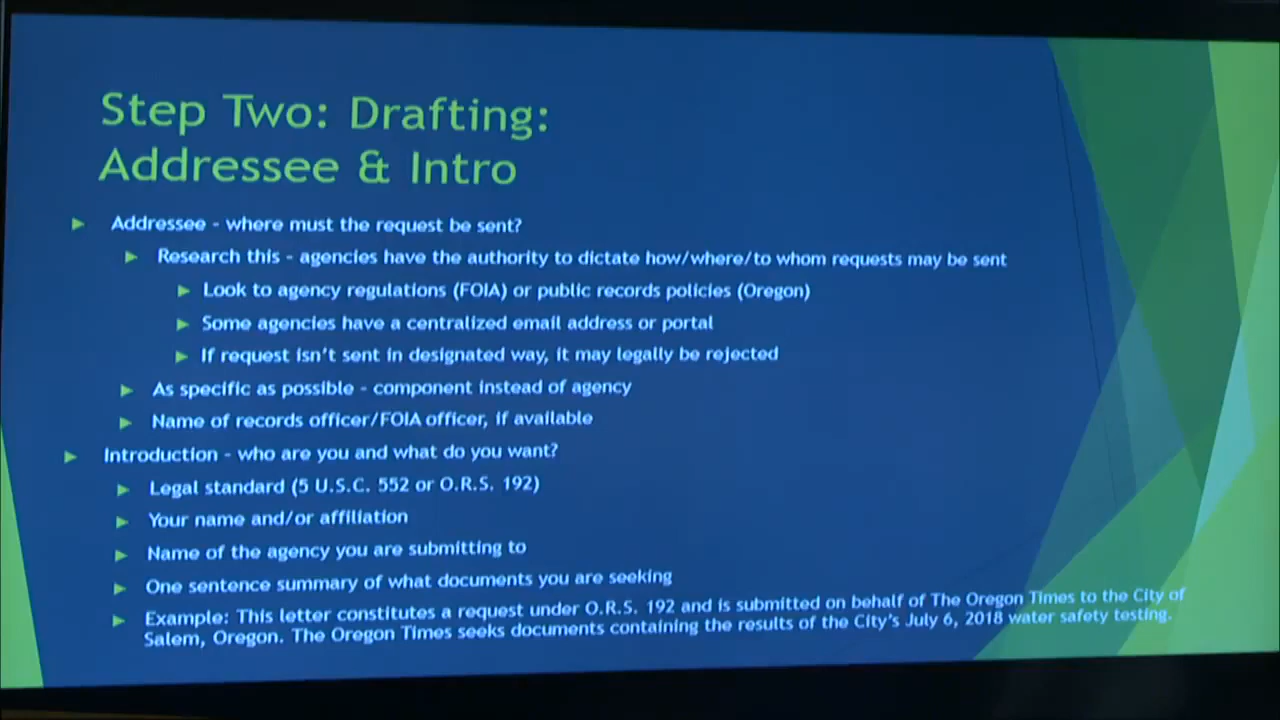 Step Two: Drafting:
Addressee & Intro
Addressee - where must the request be sent?
Research this - agencies have the authority to dictate how/where/to whom requests may be sent
Look to agency regulations (FOIA) or public records policies (Oregon)
Some agencies have a centralized email address or portal
If request isn't sent in designated way, it may legally be rejected
As specific as possible - component instead of agency
Name of records officer/FOIA officer, if available
Introduction - who are you and what do you want?
Legal standard (5 U.S.C. 552 or O.R.S. 192)
Your name and/or affiliation
Name of the agency you are submitting to
One sentence summary of what documents you are seeking
Example: This letter constitutes a request under O.R.S. 192 and is submitted on behalf of The Oregon Times to the City of
Salem, Oregon. The Oregon Times seeks documents containing the results of the City's July 6, 2018 water safety testing.